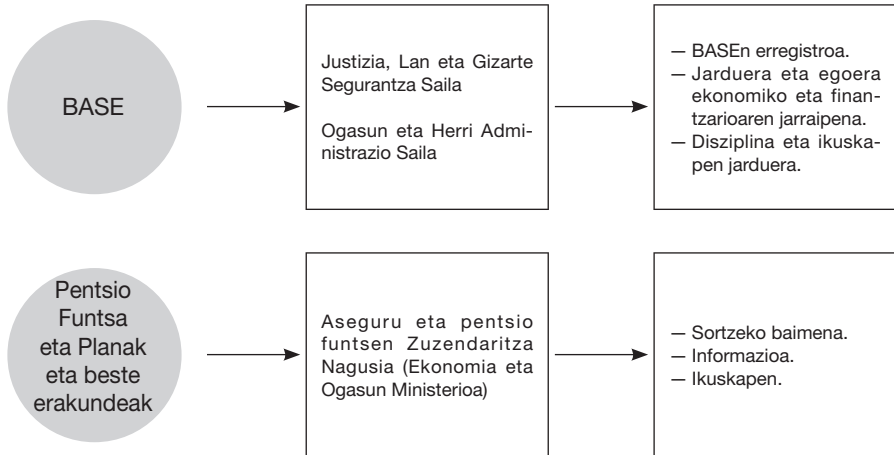 BASE
Justizia, Lan eta Gizarte
Segurantza Saila
Ogasun eta Herri Admi-
nistrazio Saila
— BASEn erregistroa.
— Jarduera eta egoera
ekonomiko eta finan-
tzarioaren jarraipena.
— Disziplina eta ikuska-
pen jarduera.
Pentsio
Funtsa
eta Planak
eta beste
erakundeak
Aseguru eta pentsio
funtsen Zuzendaritza
Nagusia (Ekonomia eta
Ogasun Ministerioa)
— Sortzeko baimena.
— Informazioa.
— Ikuskapen.